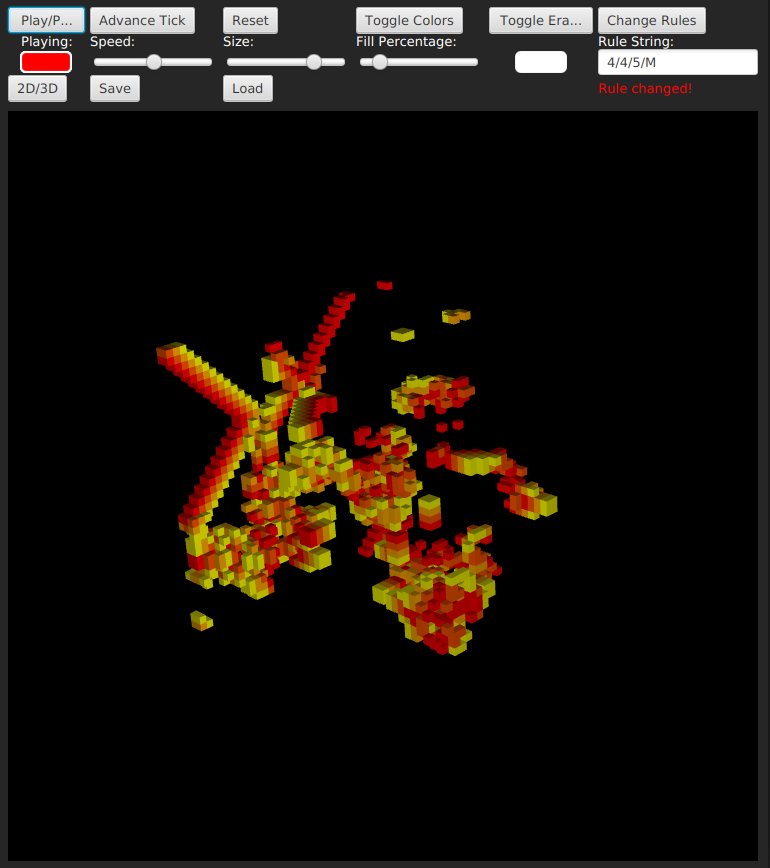 Play/P... Advance Tick Reset Toggle Colors Toggle Era... Change Rules
Playing: Speed: Size: Fill Percentage: Rule String:
4/4/5/M
2D/3D Save Load Rule changed!